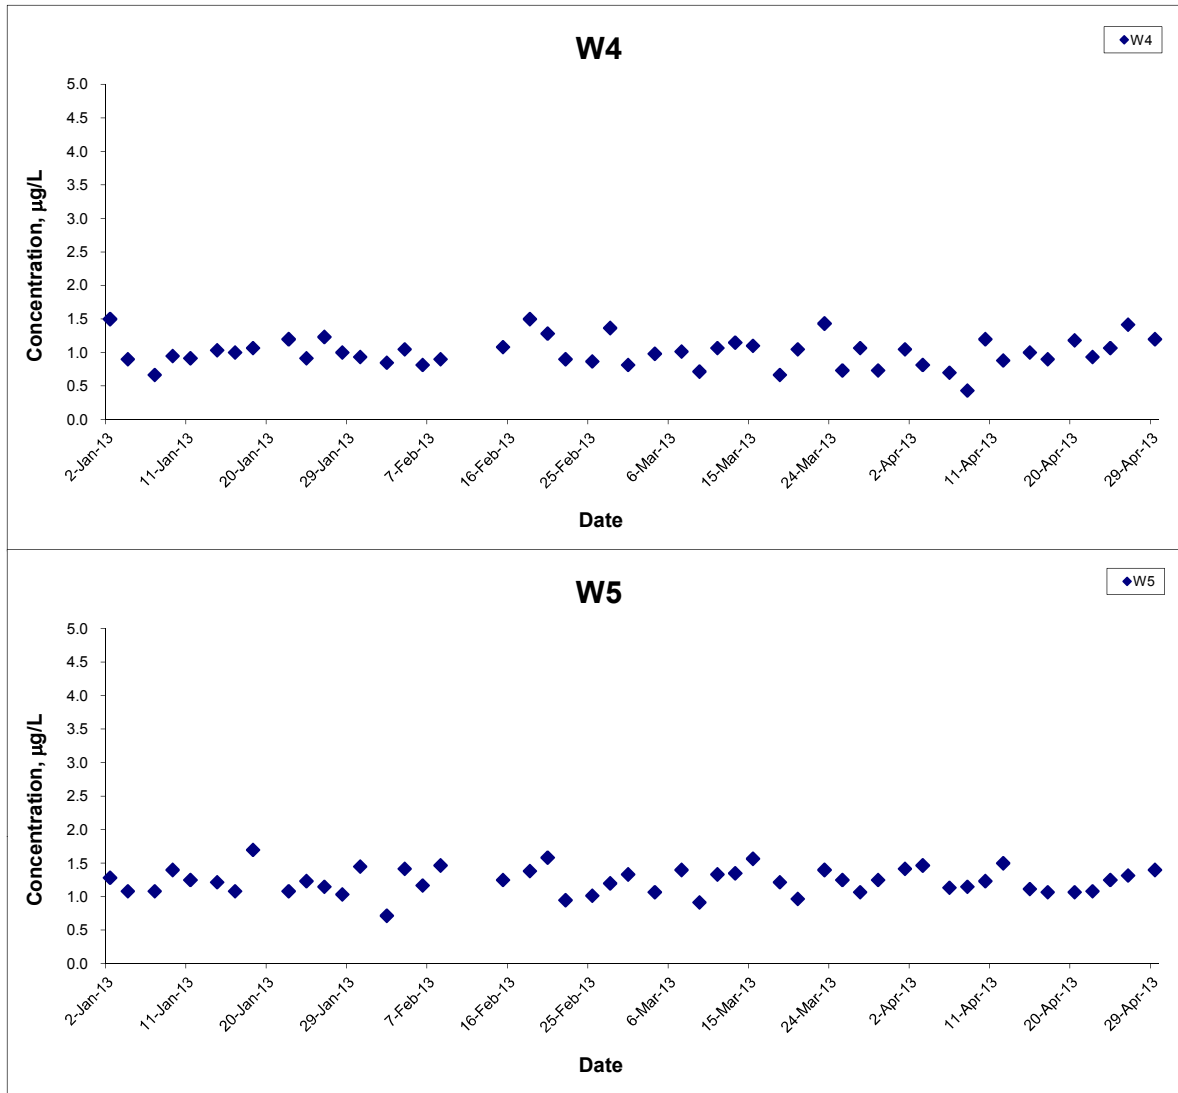 W4
W4
Concentration, µg/L
5.0
4.5
4.0
3.5
3.0
2.5
2.0
1.5
1.0
0.5
0.0
2-Jan-13
11-Jan-13
20-Jan-13
29-Jan-13
7-Feb-13
16-Feb-13
25-Feb-13
6-Mar-13
15-Mar-13
24-Mar-13
2-Apr-13
11-Apr-13
20-Apr-13
29-Apr-13
Date
W5
W5
Concentration, µg/L
5.0
4.5
4.0
3.5
3.0
2.5
2.0
1.5
1.0
0.5
0.0
2-Jan-13
11-Jan-13
20-Jan-13
29-Jan-13
7-Feb-13
16-Feb-13
25-Feb-13
6-Mar-13
15-Mar-13
24-Mar-13
2-Apr-13
11-Apr-13
20-Apr-13
29-Apr-13
Date